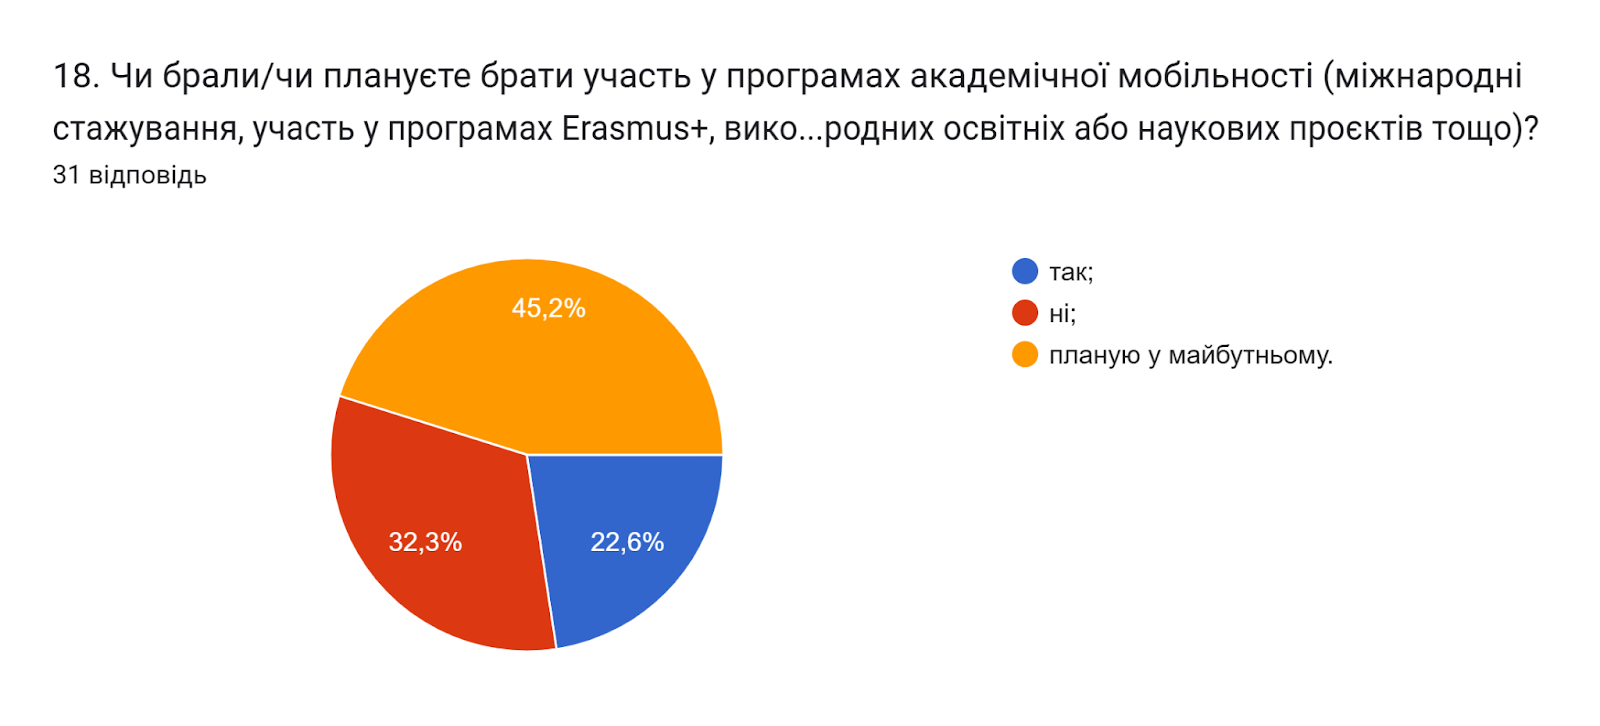 18. Чи брали/чи плануєте брати участь у програмах академічної мобільності (міжнародні
стажування, участь у програмах Erasmus+, вико...родних освітніх або наукових проєктів тощо)?
31 відповідь
так;
ні;
планую у майбутньому.
45,2%
32,3%
22,6%